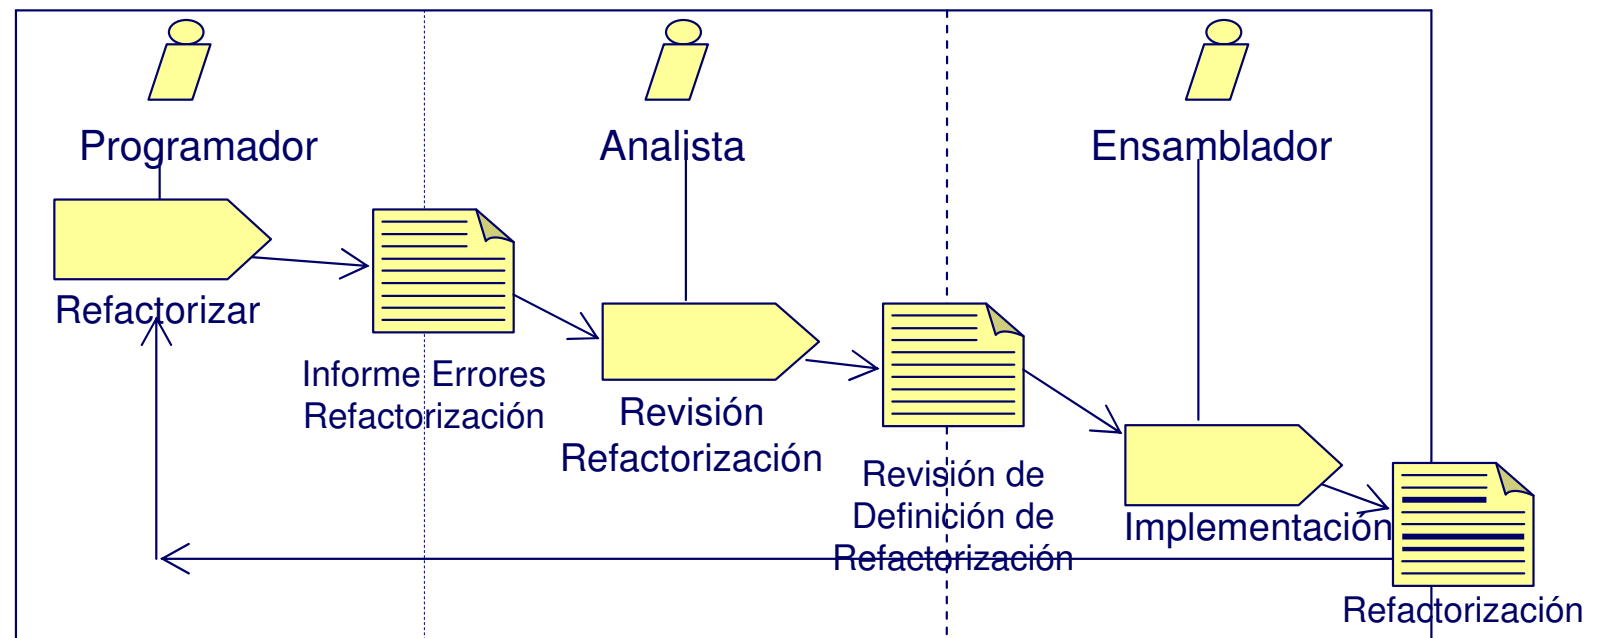 Programador
Analista
Ensamblador
Refactorizar
Informe Errores
Refactorización
Revisión
Refactorización
Revisión de
Definición de
Refactorización
Implementación
Refactorización